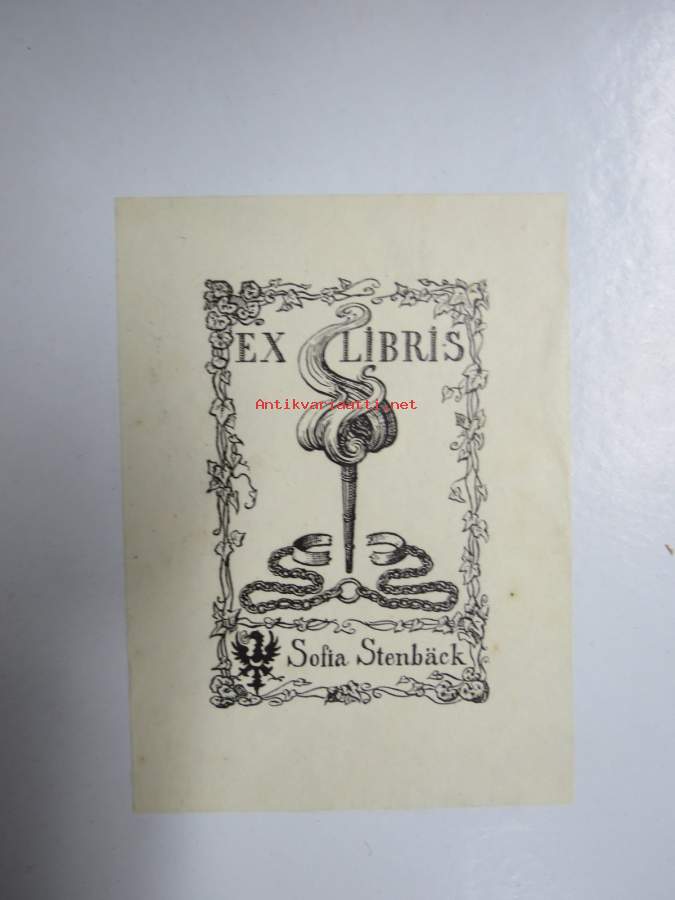 EX LIBRIS
Antikvariaatti.net
Sofia Stenbäck